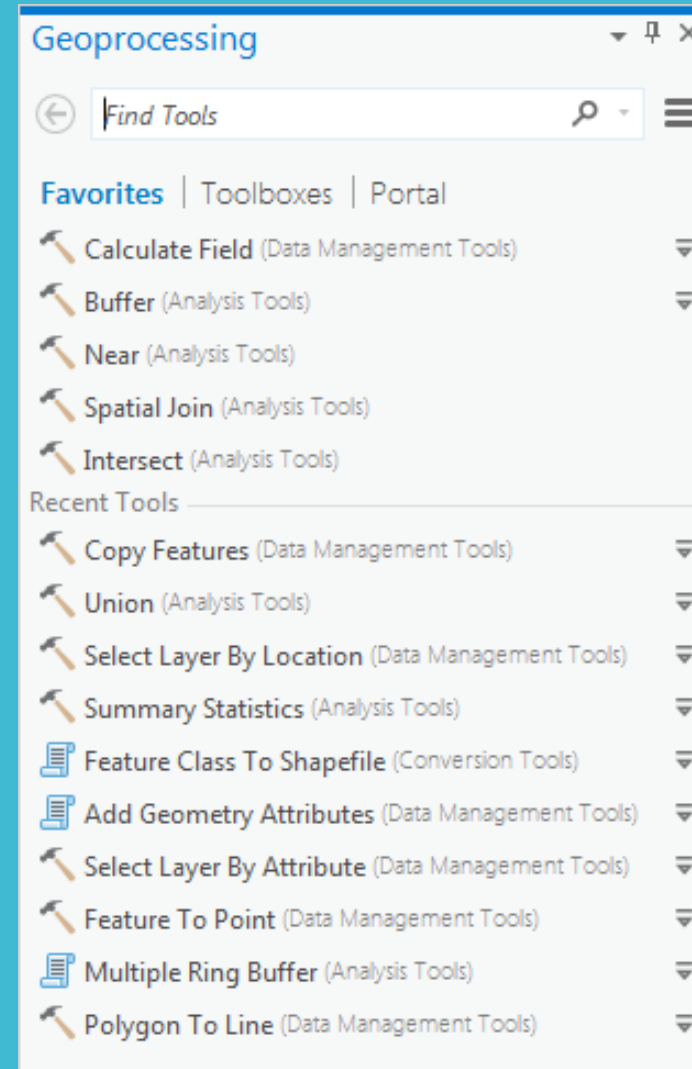 Geoprocessing
Find Tools
Favorites | Toolboxes | Portal
Calculate Field (Data Management Tools)
Buffer (Analysis Tools)
Near (Analysis Tools)
Spatial Join (Analysis Tools)
Intersect (Analysis Tools)
Recent Tools
Copy Features (Data Management Tools)
Union (Analysis Tools)
Select Layer By Location (Data Management Tools)
Summary Statistics (Analysis Tools)
Feature Class To Shapefile (Conversion Tools)
Add Geometry Attributes (Data Management Tools)
Select Layer By Attribute (Data Management Tools)
Feature To Point (Data Management Tools)
Multiple Ring Buffer (Analysis Tools)
Polygon To Line (Data Management Tools)